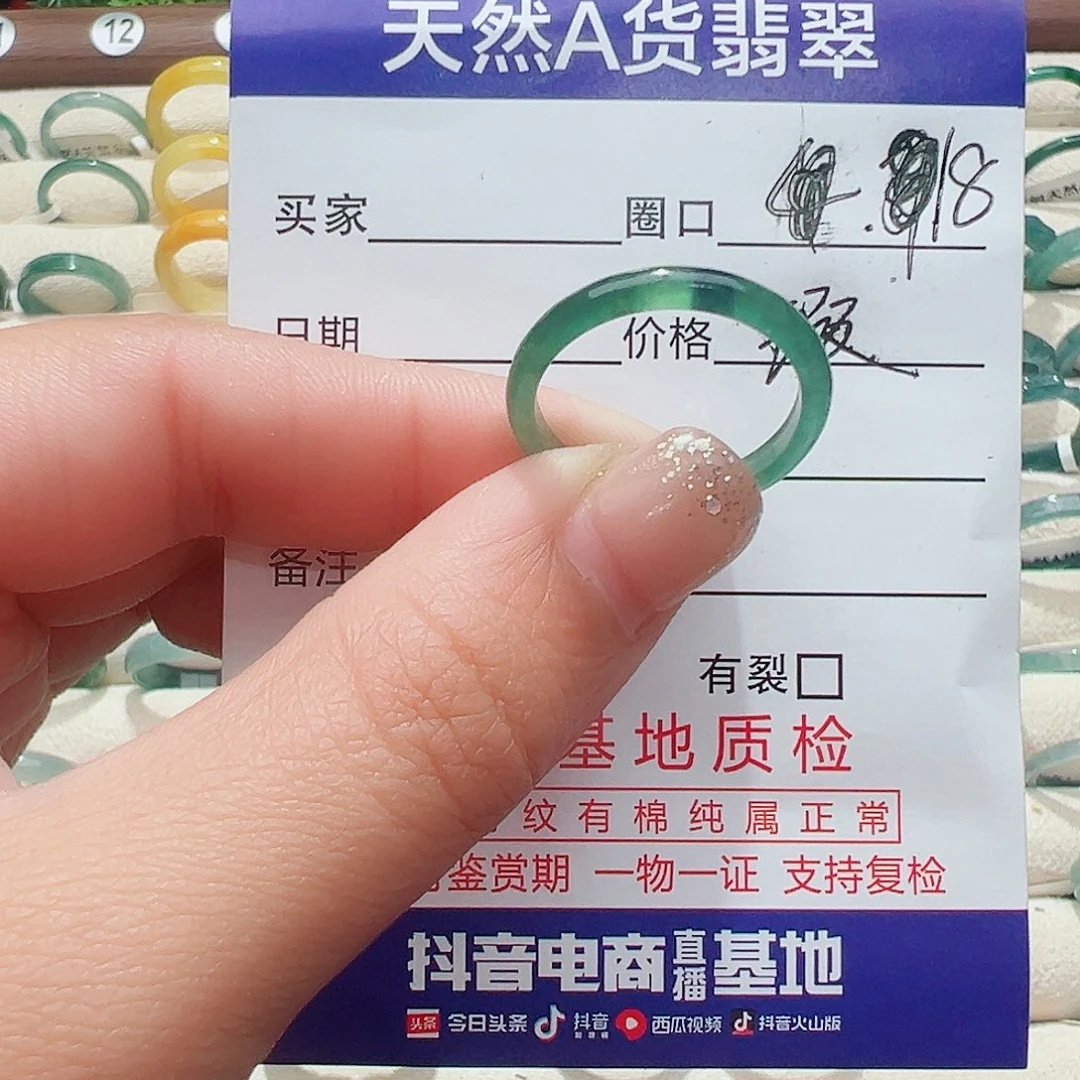 12
天然A货翡翠
买家 圈口 18
日期 价格
备注
有裂□
基地质检
纹有棉纯属正常
鉴赏期 一物一证 支持复检
抖音电商直播基地
头条 今日头条 抖音 西瓜视频 抖音火山版